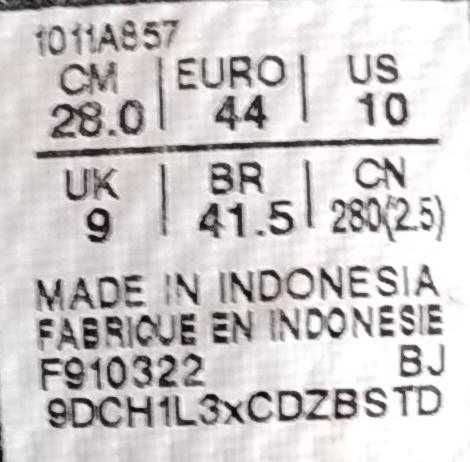 1011A857
CM | EURO | US
28.0 | 44 | 10
UK | BR | CN
9 | 41.5 | 280(2.5)
MADE IN INDONESIA
FABRIQUE EN INDONESIE
F910322 BJ
9DCH1L3xCDZBSTD